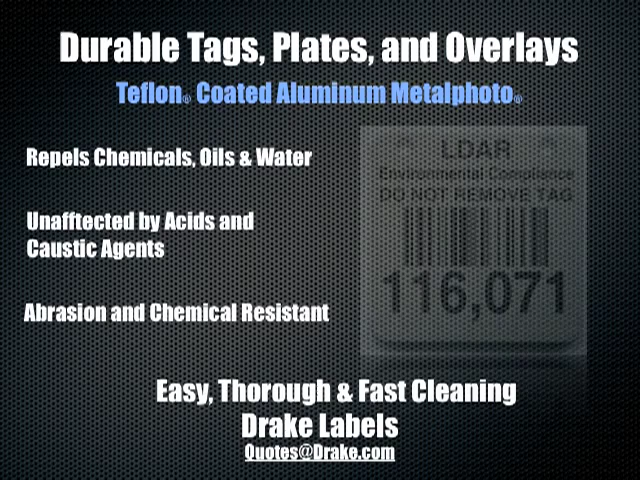 Durable Tags, Plates, and Overlays
Teflon® Coated Aluminum Metalphoto®
Repels Chemicals, Oils & Water
LDAR
Environmental Compliance
DO NOT REMOVE TAG
Unafftected by Acids and
Caustic Agents
116,071
Abrasion and Chemical Resistant
Easy, Thorough & Fast Cleaning
Drake Labels
Quotes@Drake.com